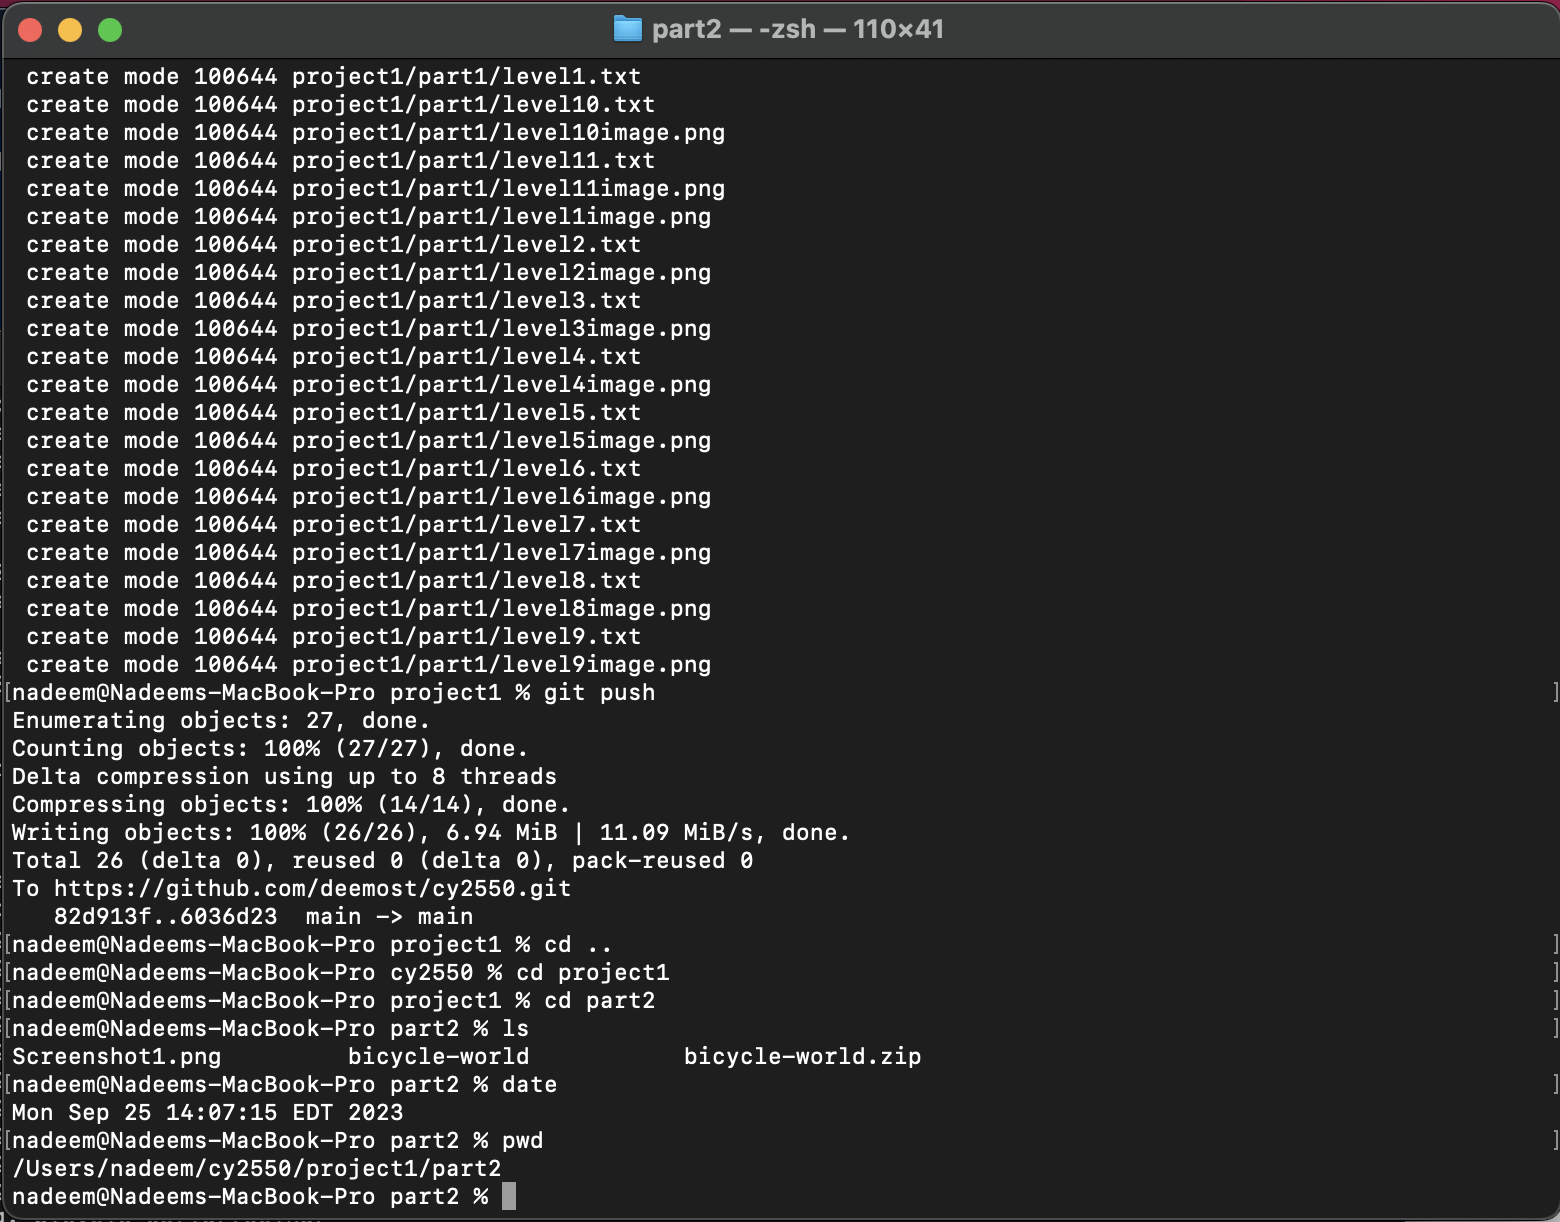 part2 — -zsh — 110×41
create mode 100644 project1/part1/level1.txt
create mode 100644 project1/part1/level10.txt
create mode 100644 project1/part1/level10image.png
create mode 100644 project1/part1/level11.txt
create mode 100644 project1/part1/level11image.png
create mode 100644 project1/part1/level1image.png
create mode 100644 project1/part1/level2.txt
create mode 100644 project1/part1/level2image.png
create mode 100644 project1/part1/level3.txt
create mode 100644 project1/part1/level3image.png
create mode 100644 project1/part1/level4.txt
create mode 100644 project1/part1/level4image.png
create mode 100644 project1/part1/level5.txt
create mode 100644 project1/part1/level5image.png
create mode 100644 project1/part1/level6.txt
create mode 100644 project1/part1/level6image.png
create mode 100644 project1/part1/level7.txt
create mode 100644 project1/part1/level7image.png
create mode 100644 project1/part1/level8.txt
create mode 100644 project1/part1/level8image.png
create mode 100644 project1/part1/level9.txt
create mode 100644 project1/part1/level9image.png
[nadeem@Nadeems-MacBook-Pro project1 % git push ]
Enumerating objects: 27, done.
Counting objects: 100% (27/27), done.
Delta compression using up to 8 threads
Compressing objects: 100% (14/14), done.
Writing objects: 100% (26/26), 6.94 MiB | 11.09 MiB/s, done.
Total 26 (delta 0), reused 0 (delta 0), pack-reused 0
To https://github.com/deemost/cy2550.git
82d913f..6036d23  main -> main
[nadeem@Nadeems-MacBook-Pro project1 % cd .. ]
[nadeem@Nadeems-MacBook-Pro cy2550 % cd project1 ]
[nadeem@Nadeems-MacBook-Pro project1 % cd part2 ]
[nadeem@Nadeems-MacBook-Pro part2 % ls ]
Screenshot1.png bicycle-world bicycle-world.zip
[nadeem@Nadeems-MacBook-Pro part2 % date ]
Mon Sep 25 14:07:15 EDT 2023
[nadeem@Nadeems-MacBook-Pro part2 % pwd ]
/Users/nadeem/cy2550/project1/part2
nadeem@Nadeems-MacBook-Pro part2 %